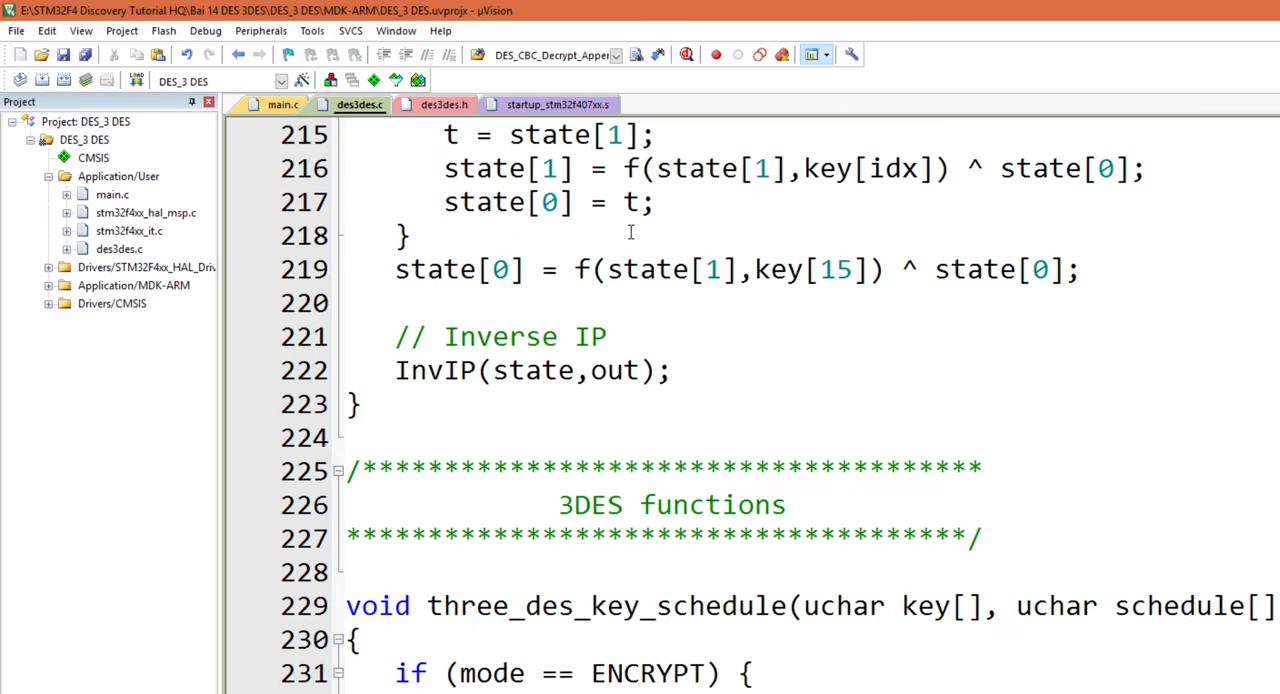 E:\STM32F4 Discovery Tutorial HQ\Bai 14 DES 3DES\DES_3 DES\MDK-ARM\DES_3 DES.uvprojx - µVision
File Edit View Project Flash Debug Peripherals Tools SVCS Window Help
DES_CBC_Decrypt_Apper
LOAD DES_3 DES
Project
main.c des3des.c des3des.h startup_stm32f407xx.s
Project: DES_3 DES
DES_3 DES
CMSIS
Application/User
main.c
stm32f4xx_hal_msp.c
stm32f4xx_it.c
des3des.c
Drivers/STM32F4xx_HAL_Driv
Application/MDK-ARM
Drivers/CMSIS
215 t = state[1];
216 state[1] = f(state[1],key[idx]) ^ state[0];
217 state[0] = t;
218 }
219 state[0] = f(state[1],key[15]) ^ state[0];
220
221 // Inverse IP
222 InvIP(state,out);
223 }
224
225 /**************************************
226 3DES functions
227 **************************************/
228
229 void three_des_key_schedule(uchar key[], uchar schedule[]
230 {
231 if (mode == ENCRYPT) {